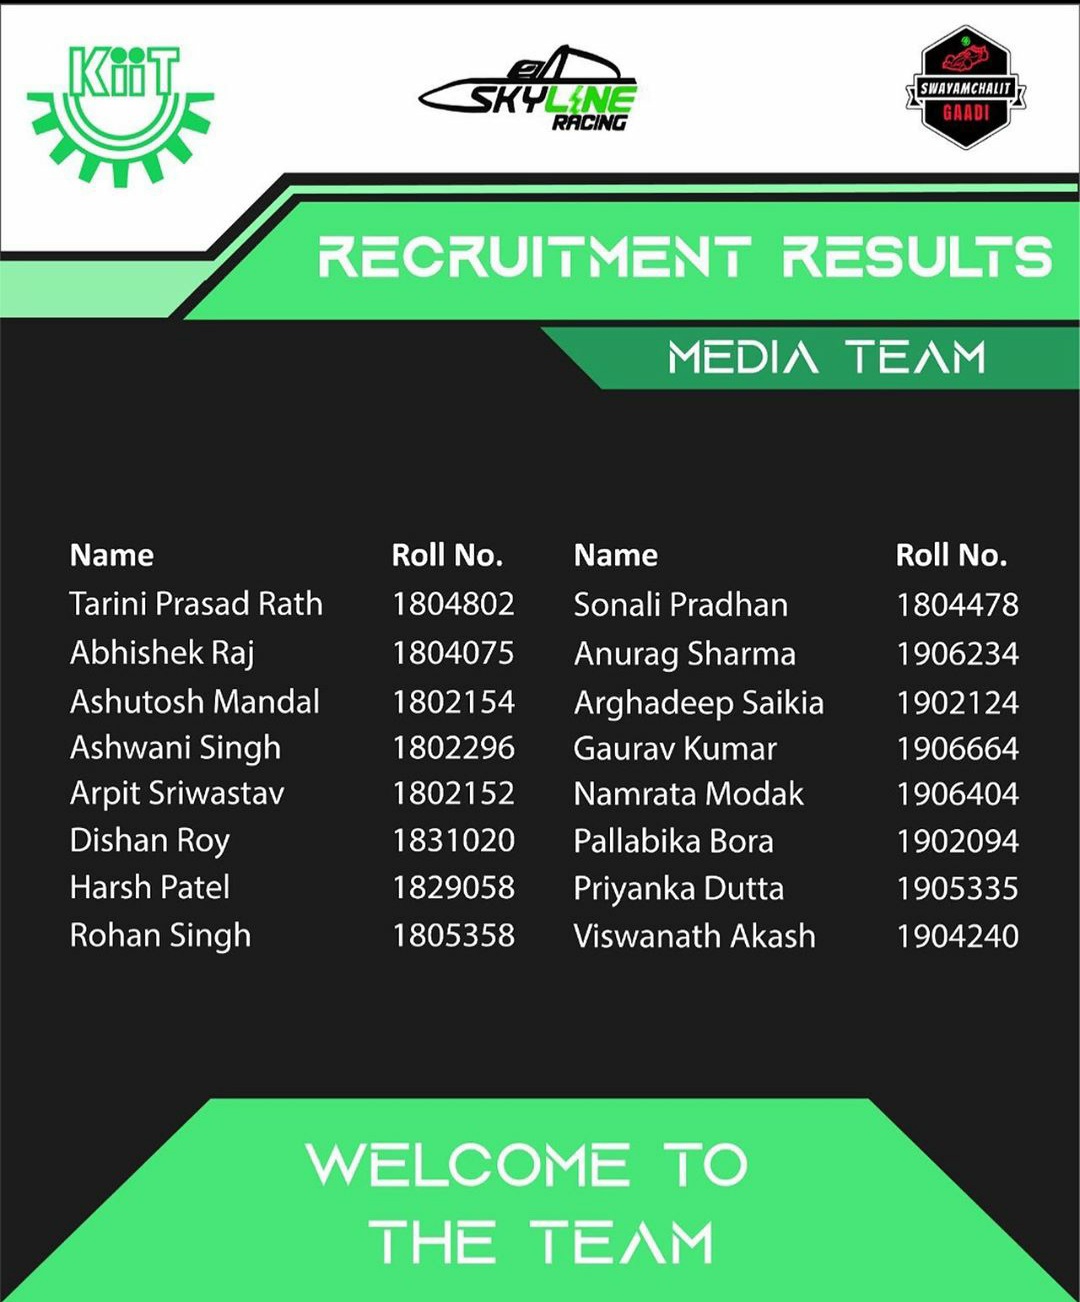 KiiT
SKYLINE
RACING
SWAYAMCHALIT
GAADI
RECRUITMENT RESULTS
MEDIA TEAM
Name Roll No. Name Roll No.
Tarini Prasad Rath 1804802 Sonali Pradhan 1804478
Abhishek Raj 1804075 Anurag Sharma 1906234
Ashutosh Mandal 1802154 Arghadeep Saikia 1902124
Ashwani Singh 1802296 Gaurav Kumar 1906664
Arpit Sriwastav 1802152 Namrata Modak 1906404
Dishan Roy 1831020 Pallabika Bora 1902094
Harsh Patel 1829058 Priyanka Dutta 1905335
Rohan Singh 1805358 Viswanath Akash 1904240
WELCOME TO
THE TEAM